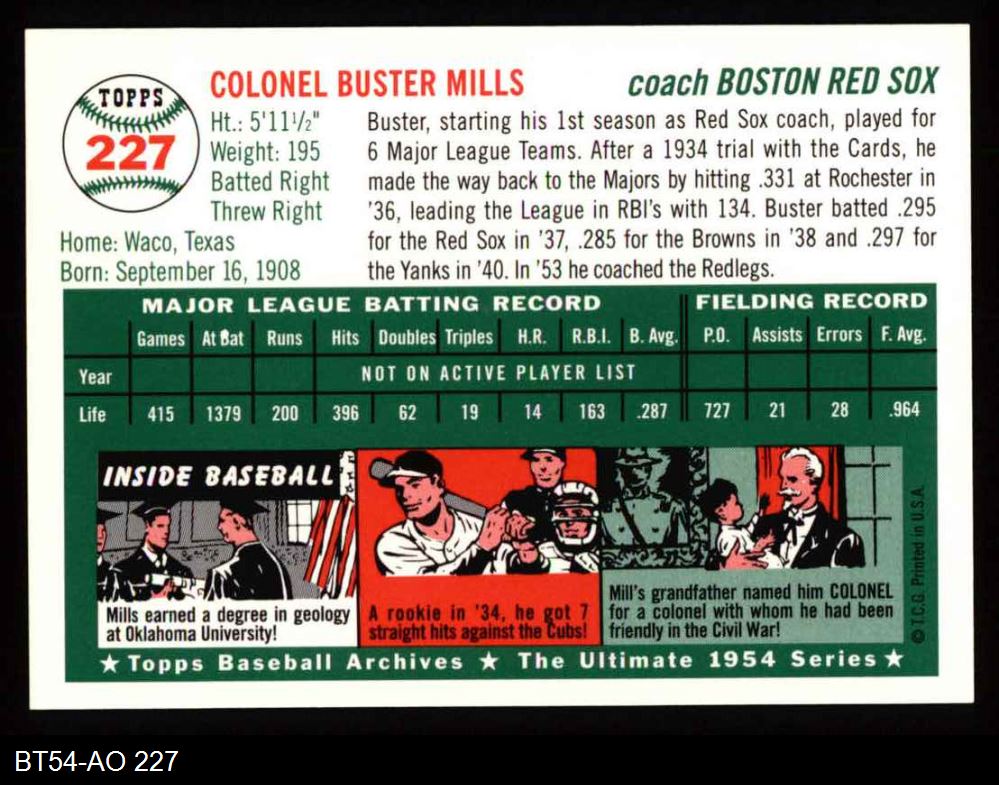 TOPPS
227
COLONEL BUSTER MILLS
coach BOSTON RED SOX
Ht.: 5'11½"
Weight: 195
Batted Right
Threw Right
Home: Waco, Texas
Born: September 16, 1908
Buster, starting his 1st season as Red Sox coach, played for
6 Major League Teams. After a 1934 trial with the Cards, he
made the way back to the Majors by hitting .331 at Rochester in
'36, leading the League in RBI's with 134. Buster batted .295
for the Red Sox in '37, .285 for the Browns in '38 and .297 for
the Yanks in '40. In '53 he coached the Redlegs.
MAJOR LEAGUE BATTING RECORD FIELDING RECORD
Games At Bat Runs Hits Doubles Triples H.R. R.B.I. B. Avg. P.O. Assists Errors F. Avg.
Year NOT ON ACTIVE PLAYER LIST
Life 415 1379 200 396 62 19 14 163 .287 727 21 28 .964
INSIDE BASEBALL
Mills earned a degree in geology
at Oklahoma University!
A rookie in '34, he got 7
straight hits against the Cubs!
Mill's grandfather named him COLONEL
for a colonel with whom he had been
friendly in the Civil War!
© T.C.G. Printed in U.S.A.
★ Topps Baseball Archives ★ The Ultimate 1954 Series ★
BT54-AO 227